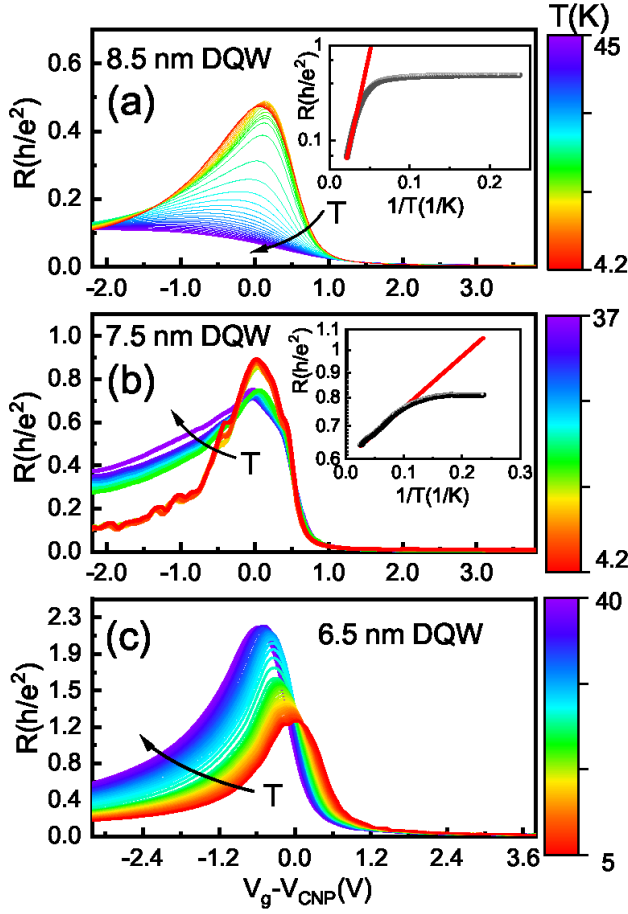 T(K)
8.5 nm DQW
(a)
R(h/e²)
0.6
0.4
0.2
0.0
-2.0 -1.0 0.0 1.0 2.0 3.0
T
R(h/e²)
1
0.1
0.0 0.1 0.2
1/T(1/K)
45
4.2
7.5 nm DQW
(b)
R(h/e²)
1.0
0.8
0.6
0.4
0.2
0.0
-2.0 -1.0 0.0 1.0 2.0 3.0
T
R(h/e²)
1.1
1.0
0.9
0.8
0.7
0.6
0.0 0.1 0.2 0.3
1/T(1/K)
37
4.2
(c)
6.5 nm DQW
R(h/e²)
2.3
1.9
1.5
1.2
0.8
0.4
0.0
-2.4 -1.2 0.0 1.2 2.4 3.6
T
V_g-V_CNP(V)
40
5